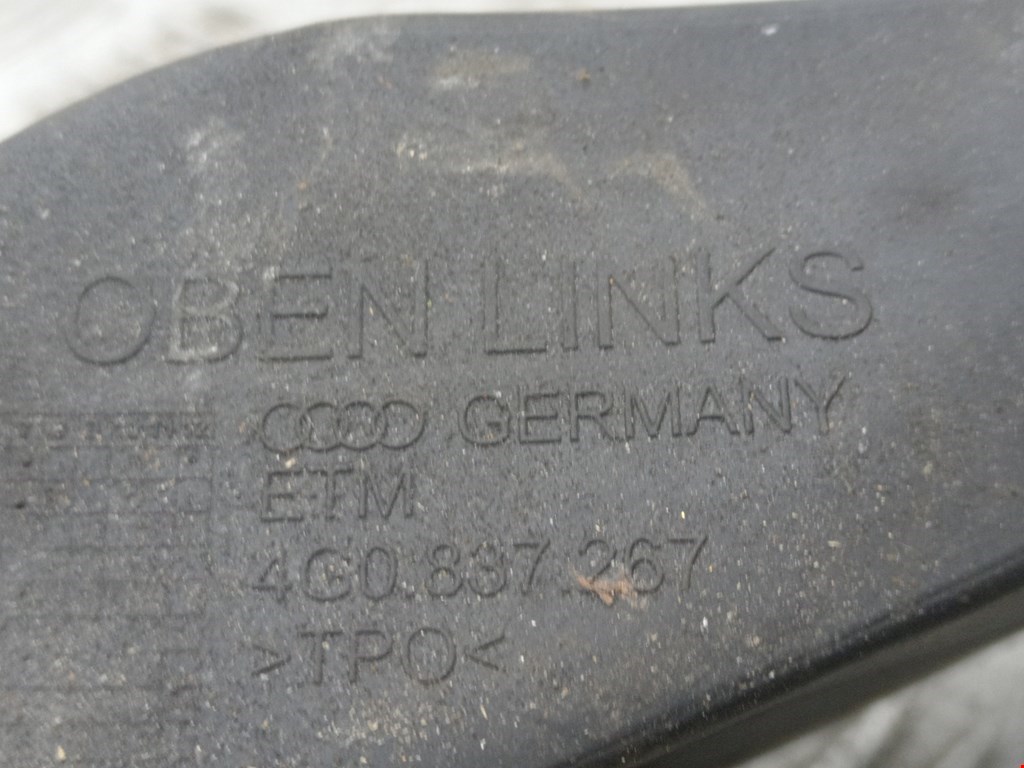 OBEN LINKS
GERMANY
ETM
4G0.837.267
>TPO<